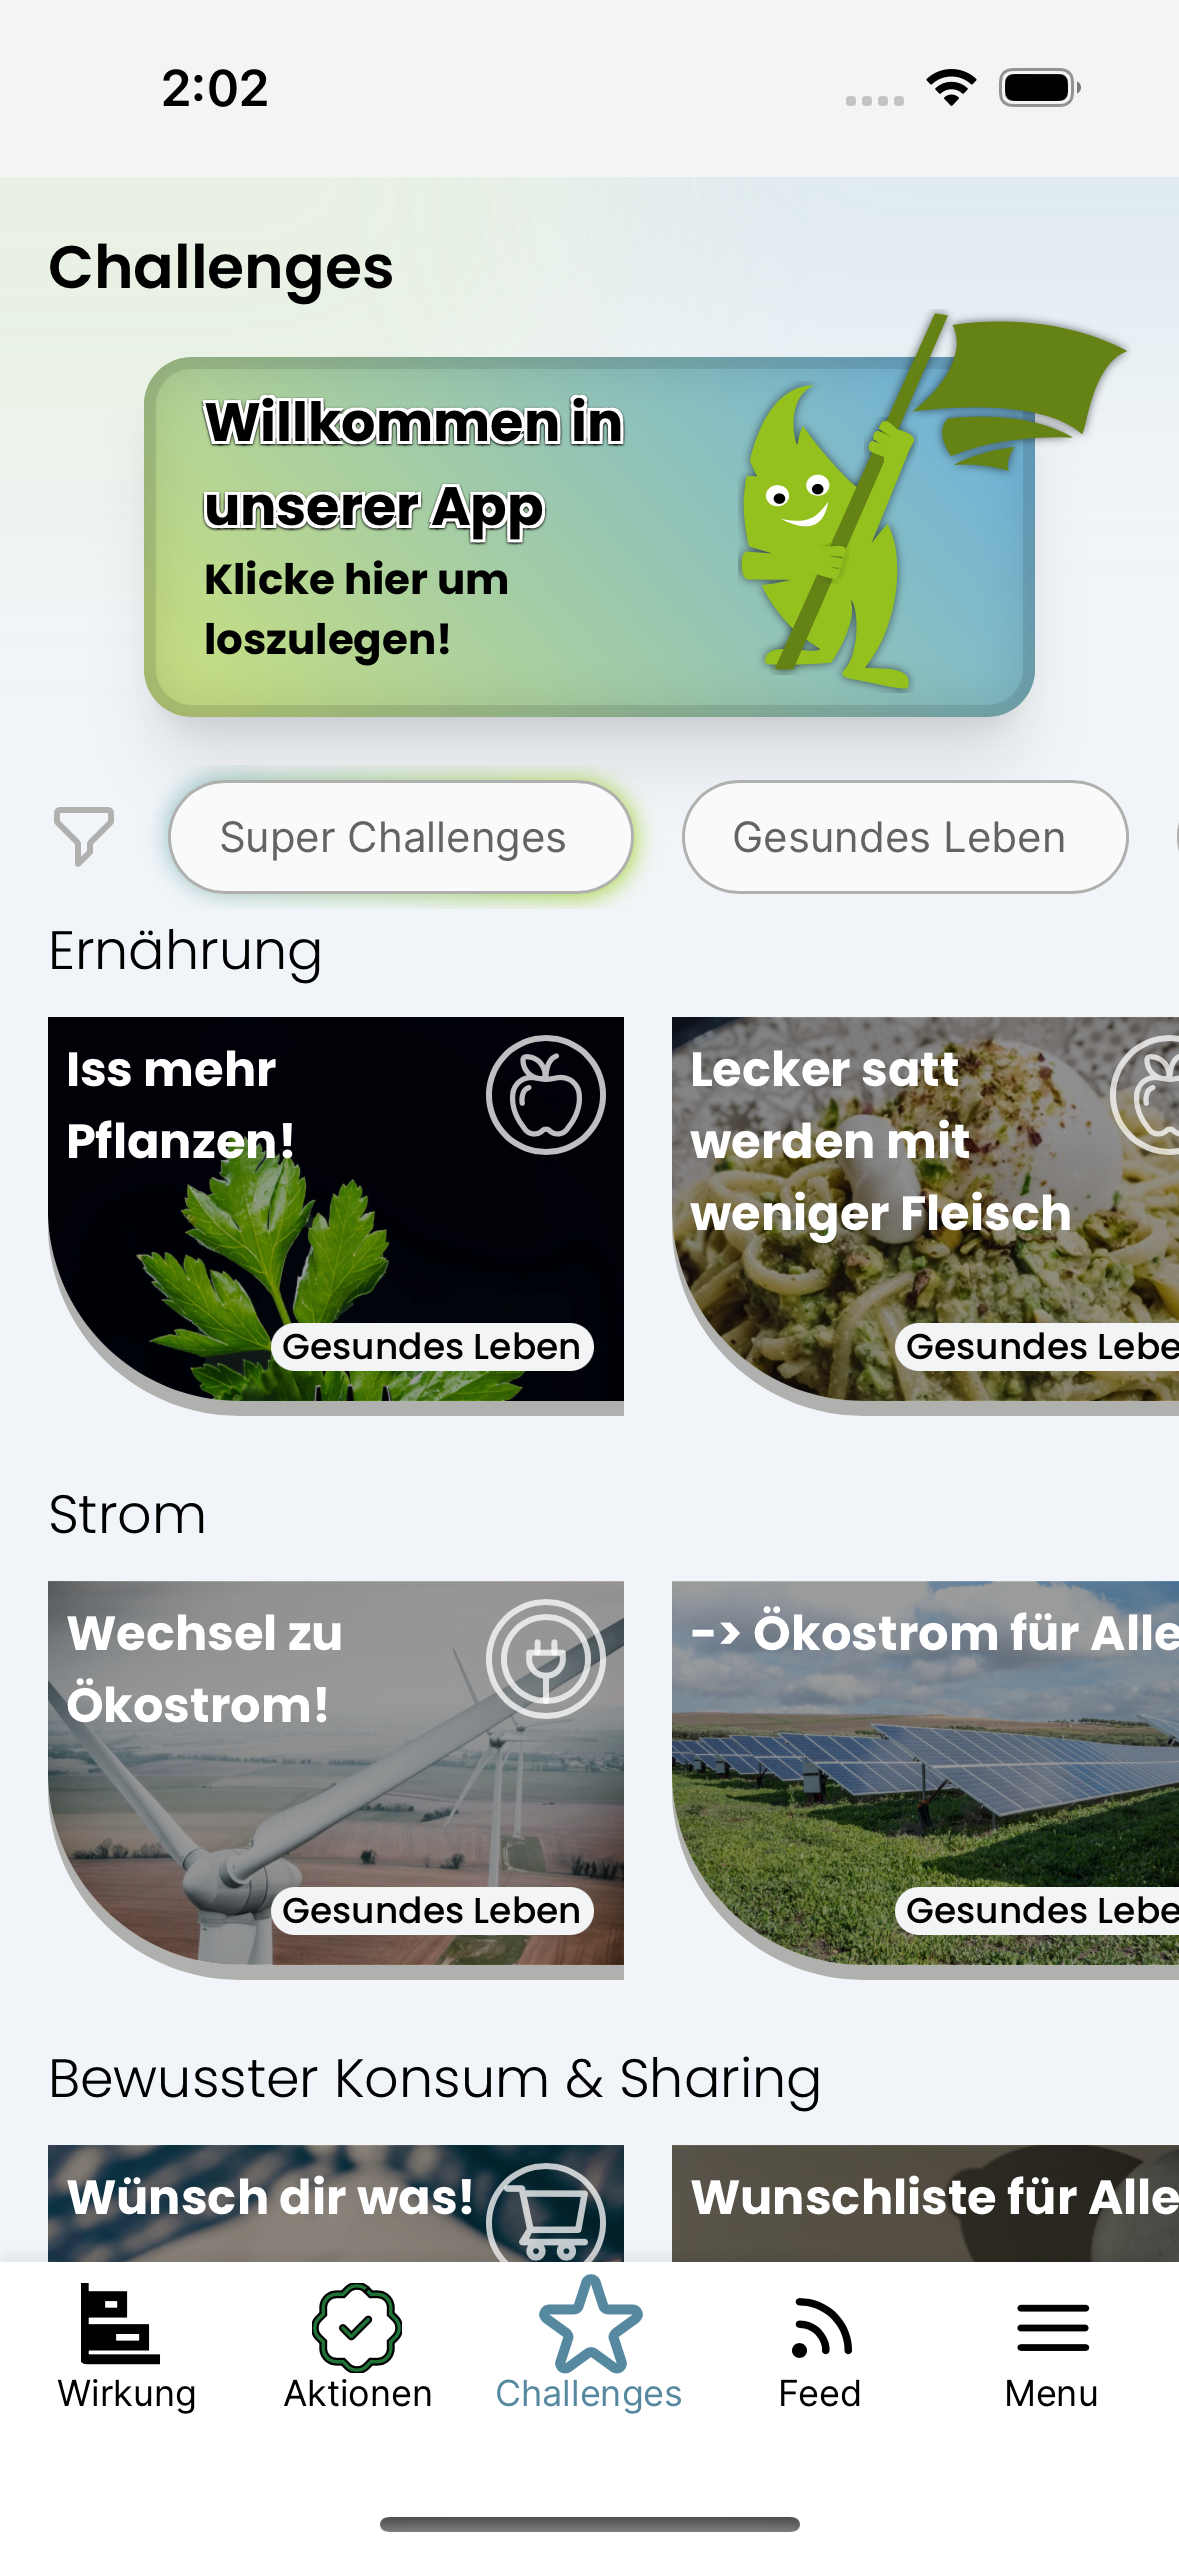 2:02
Challenges
Willkommen in
unserer App
Klicke hier um
loszulegen!
Super Challenges
Gesundes Leben
Ernährung
Iss mehr
Pflanzen!
Gesundes Leben
Lecker satt
werden mit
weniger Fleisch
Gesundes Lebe
Strom
Wechsel zu
Ökostrom!
Gesundes Leben
-> Ökostrom für Alle
Gesundes Lebe
Bewusster Konsum & Sharing
Wünsch dir was!
Wunschliste für Alle
Wirkung
Aktionen
Challenges
Feed
Menu